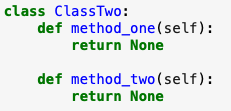 class ClassTwo:
    def method_one(self):
        return None

    def method_two(self):
        return None